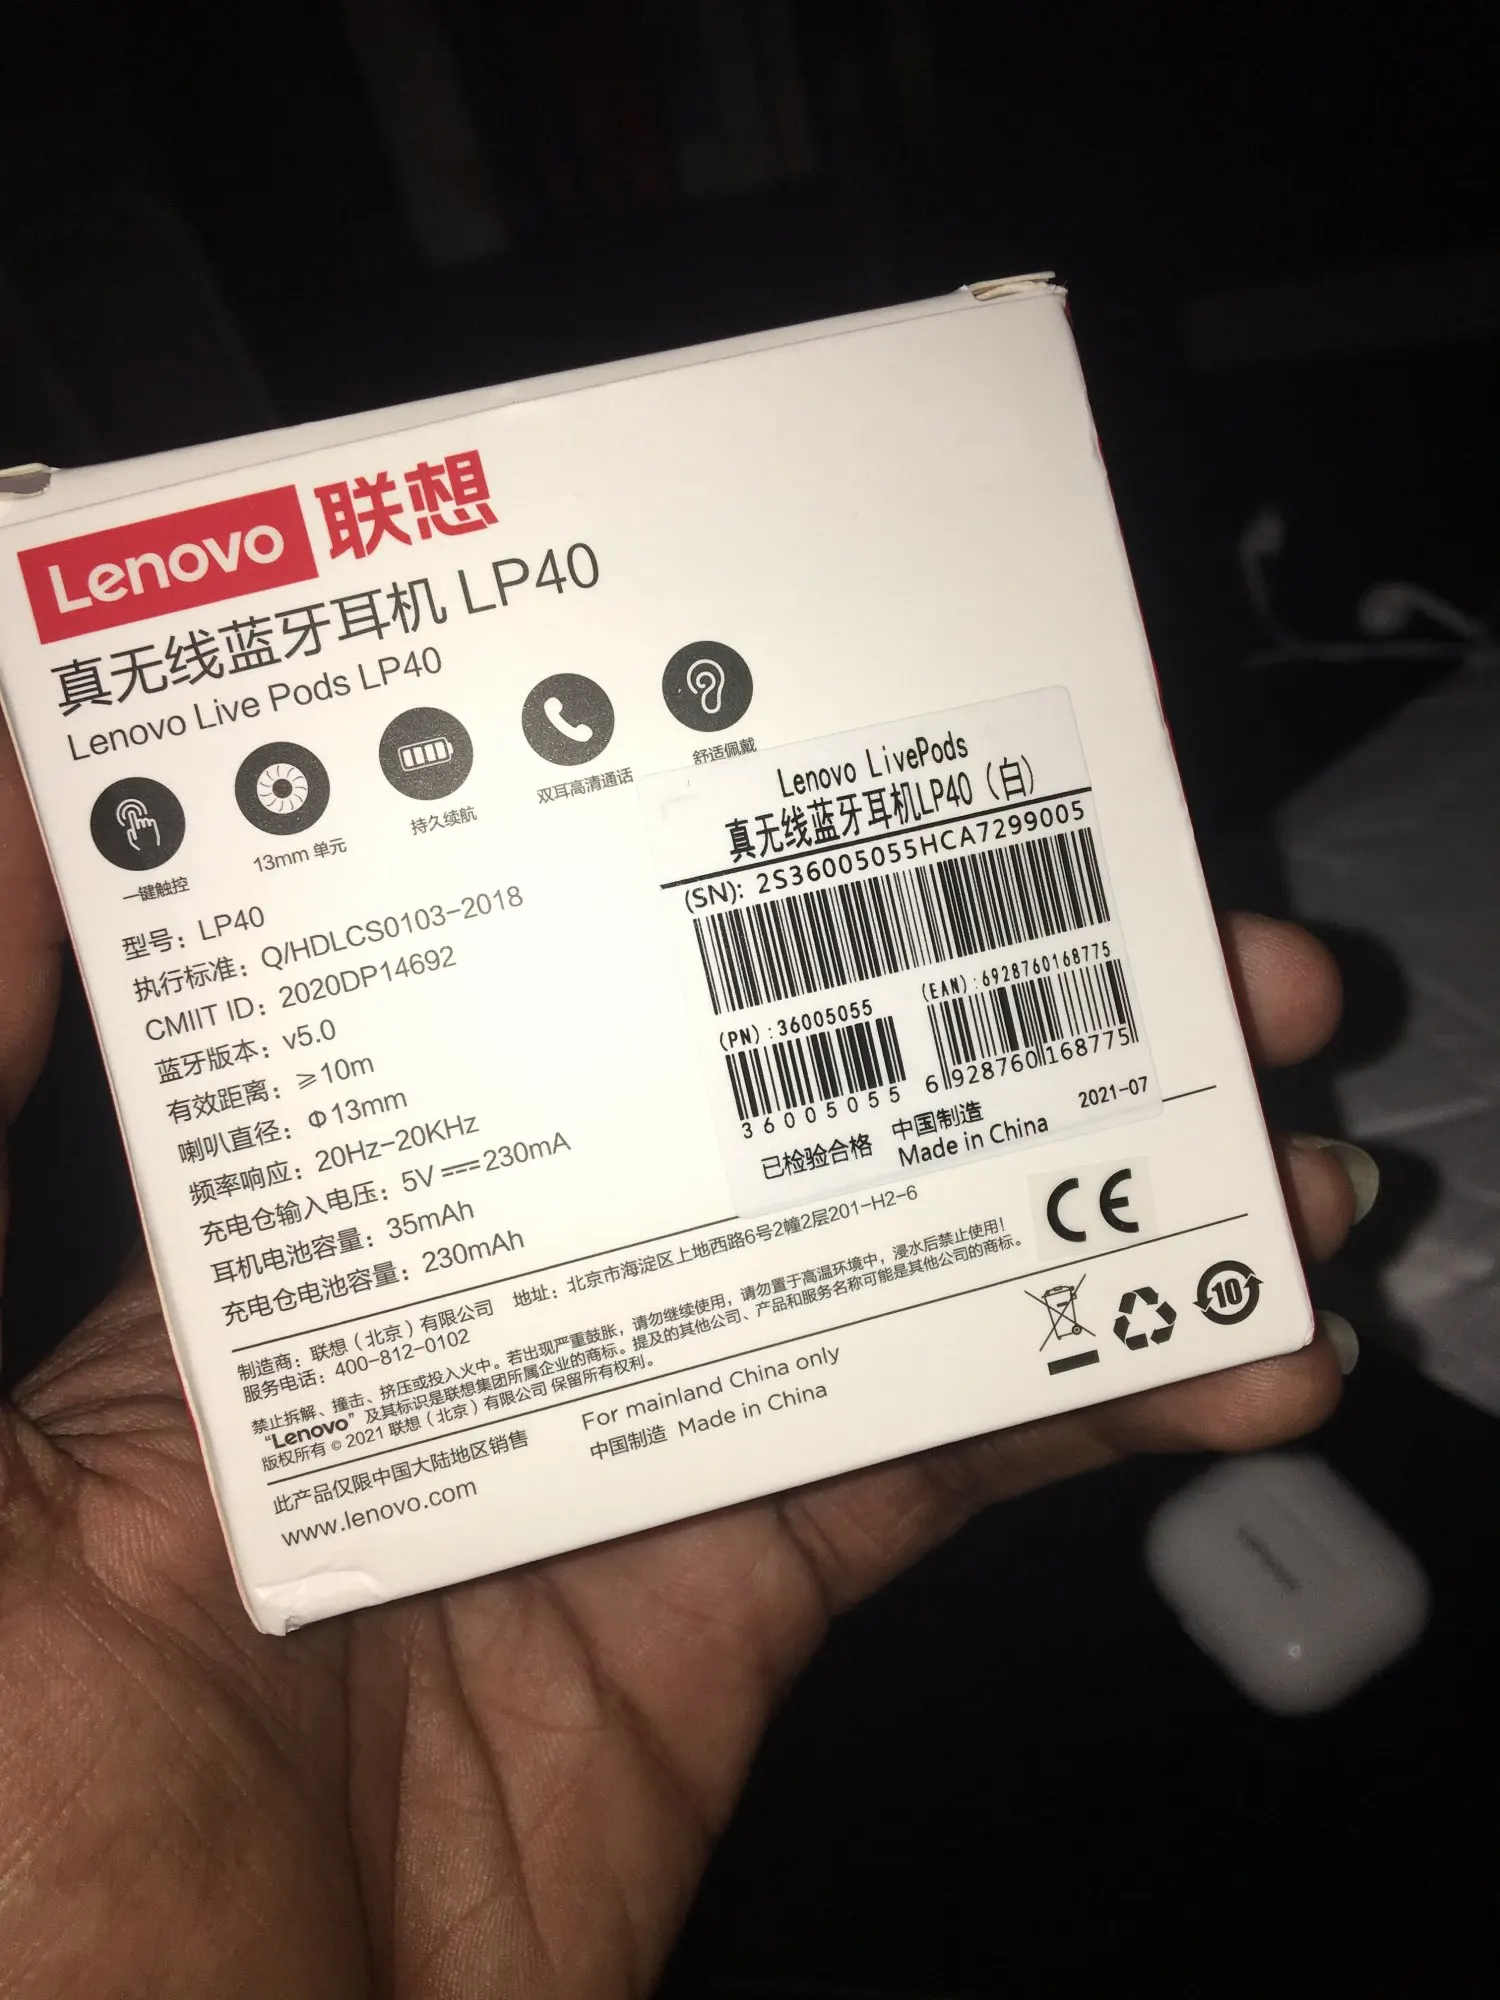 Lenovo 联想
真无线蓝牙耳机 LP40
Lenovo Live Pods LP40
一键触控
13mm 单元
持久续航
双耳高清通话
舒适佩戴
型号：LP40
执行标准：Q/HDLCS0103-2018
CMIIT ID：2020DP14692
蓝牙版本：v5.0
有效距离：≥10m
喇叭直径：Φ13mm
频率响应：20Hz-20KHz
充电仓输入电压：5V⎓230mA
耳机电池容量：35mAh
充电仓电池容量：230mAh
Lenovo LivePods
真无线蓝牙耳机LP40（白）
(SN): 2S36005055HCA7299005
(PN):36005055
36005055
(EAN):6928760168775
6 928760 168775
已检验合格
中国制造
Made in China
2021-07
制造商：联想（北京）有限公司 地址：北京市海淀区上地西路6号2幢2层201-H2-6
服务电话：400-812-0102
禁止拆解、撞击、挤压或投入火中。若出现严重鼓胀，请勿继续使用，请勿置于高温环境中，浸水后禁止使用！
“Lenovo”及其标识是联想集团所属企业的商标。提及的其他公司、产品和服务名称可能是其他公司的商标。
版权所有 © 2021 联想（北京）有限公司 保留所有权利。
CE
10
此产品仅限中国大陆地区销售
www.lenovo.com
For mainland China only
中国制造 Made in China